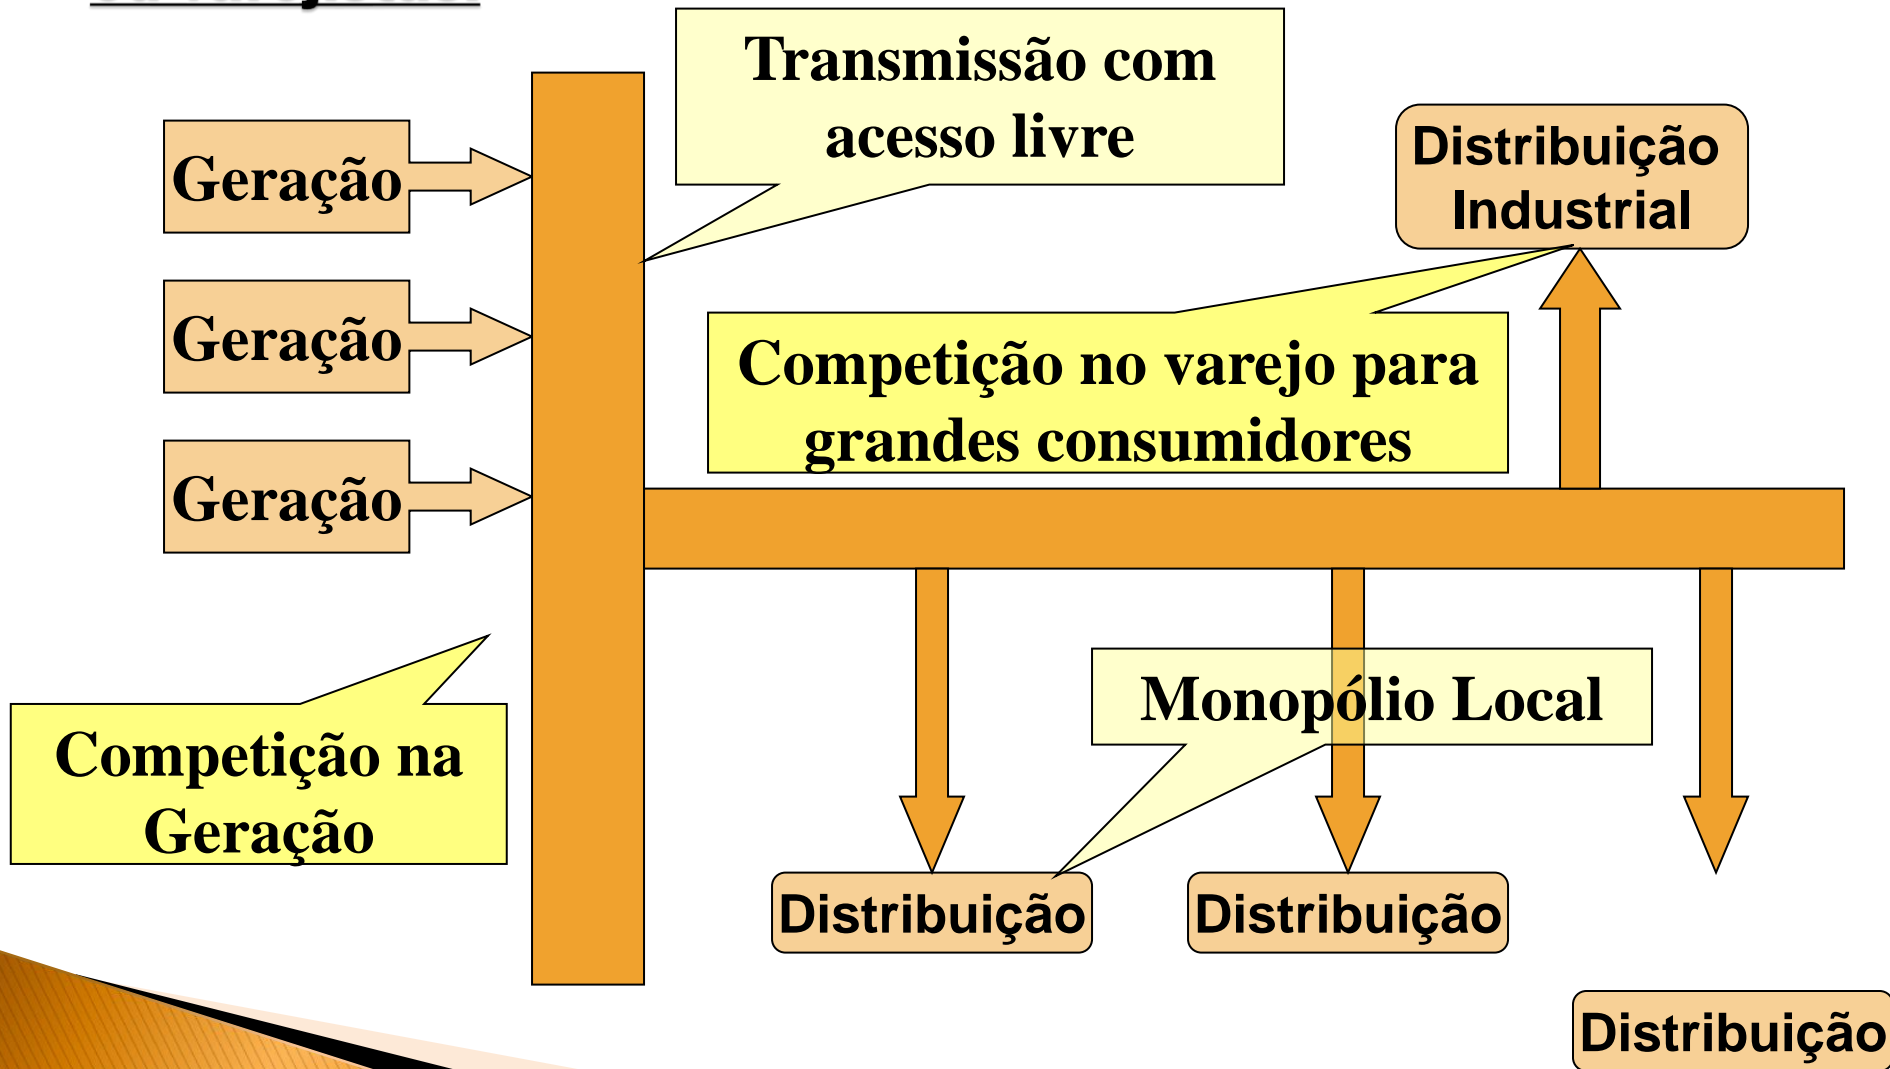 Transmissão com
acesso livre
Distribuição
Industrial
Geração
Geração
Competição no varejo para
grandes consumidores
Geração
Monopólio Local
Competição na
Geração
Distribuição
Distribuição
Distribuição